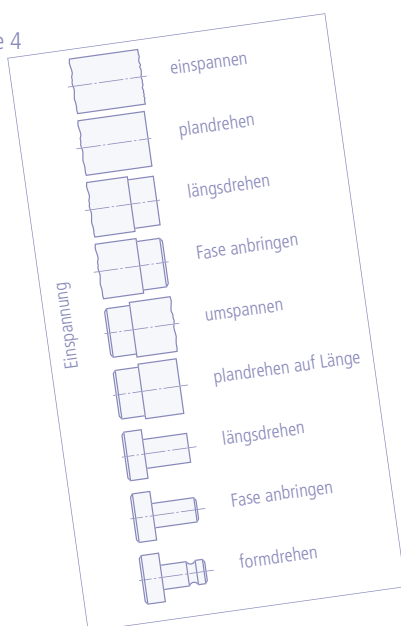 e 4
einspannen
plandrehen
längsdrehen
Fase anbringen
umspannen
plandrehen auf Länge
längsdrehen
Fase anbringen
formdrehen
Einspannung